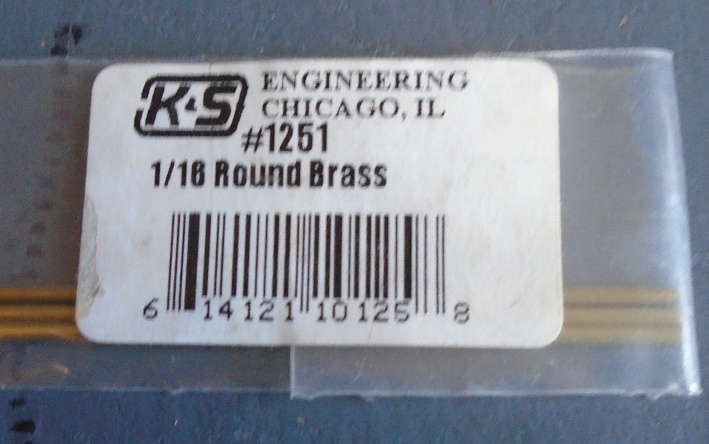 K&S ENGINEERING
CHICAGO, IL
#1251
1/16 Round Brass
6 14121 10125 8